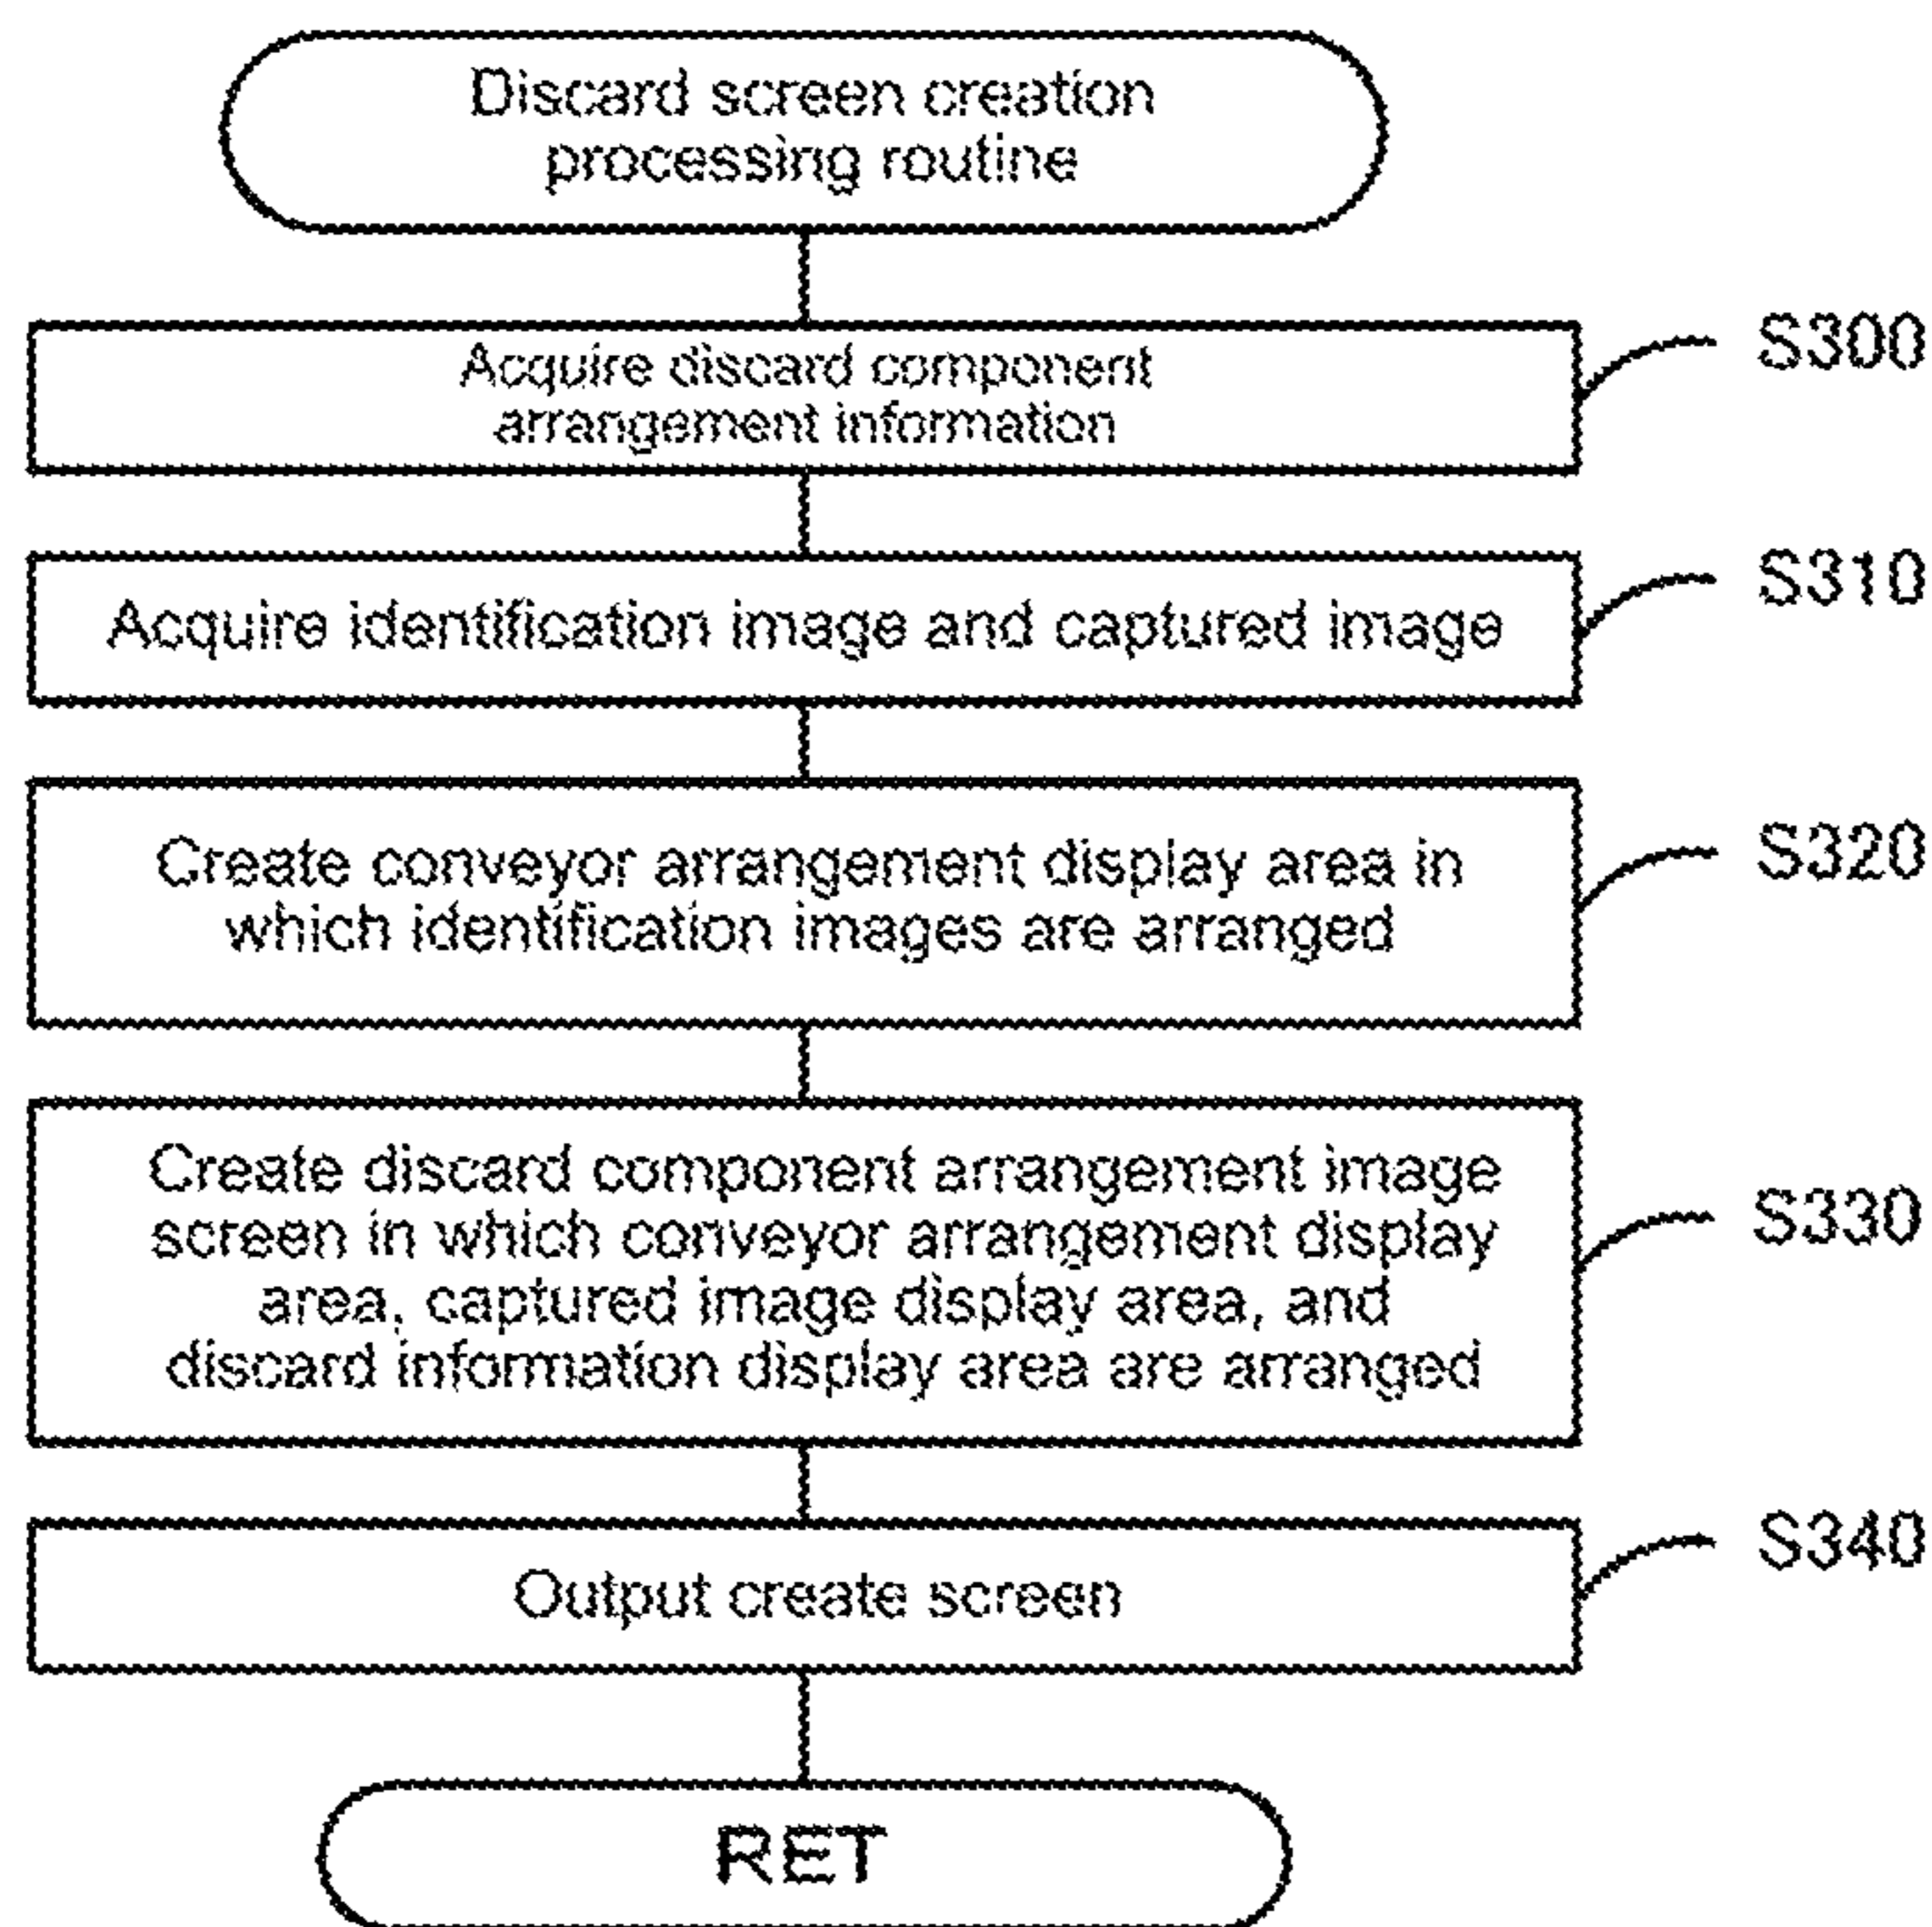 Discard screen creation
processing routine
Acquire discard component
arrangement information
S300
Acquire identification image and captured image
S310
Create conveyor arrangement display area in
which identification images are arranged
S320
Create discard component arrangement image
screen in which conveyor arrangement display
area, captured image display area, and
discard information display area are arranged
S330
Output create screen
S340
RET